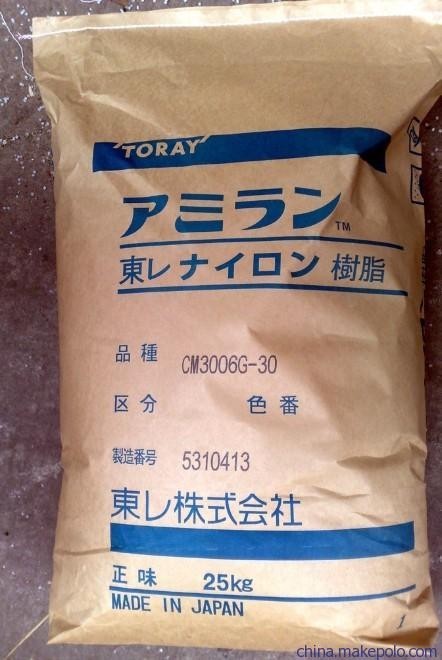 TORAY
アミラン™
東レ ナイロン 樹脂
品種 CM3006G-30
区分 色番
製造番号 5310413
東レ株式会社
正味 25kg
MADE IN JAPAN
1
china.makepolo.com